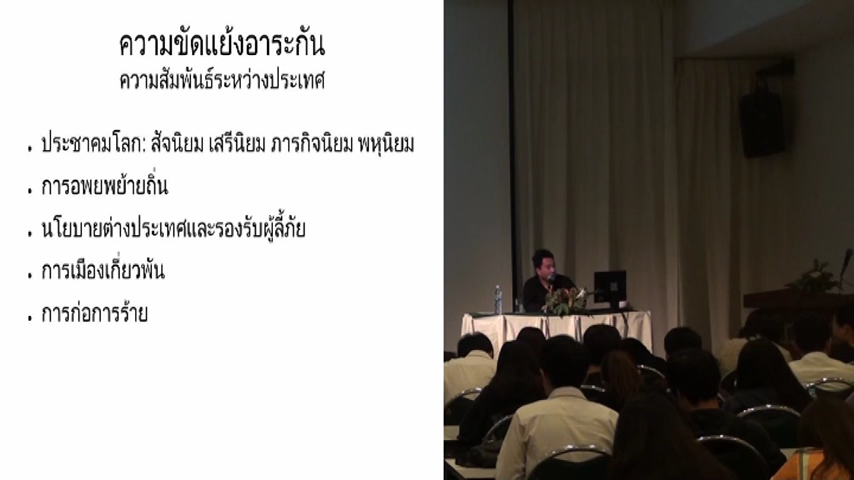 ความขัดแย้งอาระกัน
ความสัมพันธ์ระหว่างประเทศ
• ประชาคมโลก: สัจนิยม เสรีนิยม ภารกิจนิยม พหุนิยม
• การอพยพย้ายถิ่น
• นโยบายต่างประเทศและรองรับผู้ลี้ภัย
• การเมืองเกี่ยวพัน
• การก่อการร้าย